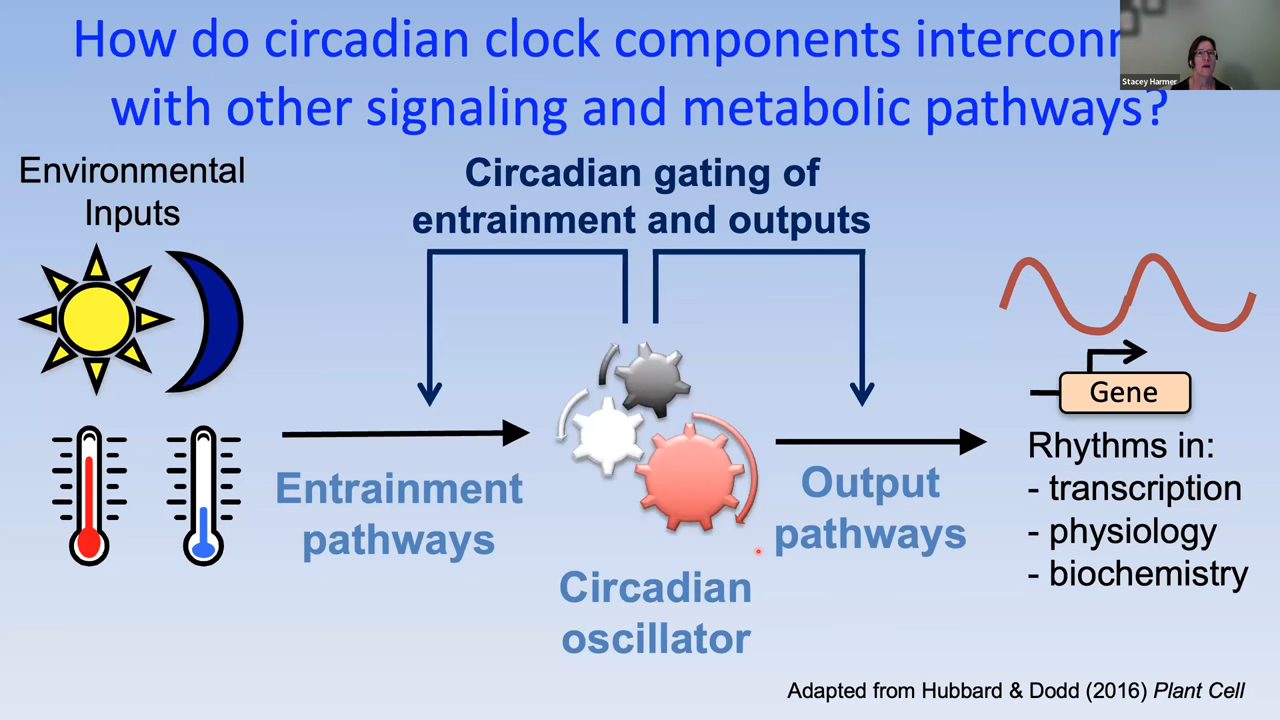 How do circadian clock components interconn
with other signaling and metabolic pathways?
Stacey Harmer
Environmental
Inputs
Circadian gating of
entrainment and outputs
Gene
Entrainment
pathways
Output
pathways
Rhythms in:
- transcription
- physiology
- biochemistry
Circadian
oscillator
Adapted from Hubbard & Dodd (2016) Plant Cell